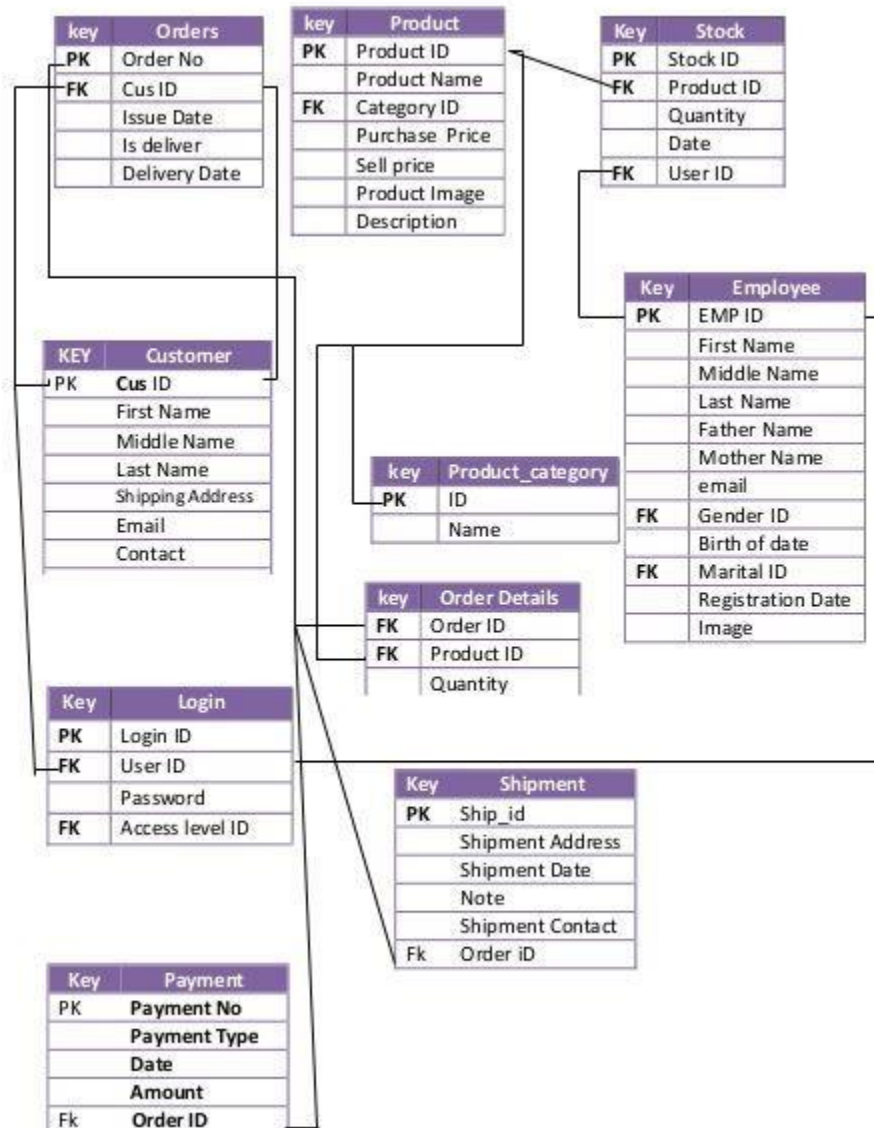 key Orders
PK Order No
FK Cus ID
Issue Date
Is deliver
Delivery Date
key Product
PK Product ID
Product Name
FK Category ID
Purchase Price
Sell price
Product Image
Description
Key Stock
PK Stock ID
FK Product ID
Quantity
Date
FK User ID
KEY Customer
PK Cus ID
First Name
Middle Name
Last Name
Shipping Address
Email
Contact
Key Employee
PK EMP ID
First Name
Middle Name
Last Name
Father Name
Mother Name
email
FK Gender ID
Birth of date
FK Marital ID
Registration Date
Image
key Product_category
PK ID
Name
key Order Details
FK Order ID
FK Product ID
Quantity
Key Login
PK Login ID
FK User ID
Password
FK Access level ID
Key Shipment
PK Ship_id
Shipment Address
Shipment Date
Note
Shipment Contact
Fk Order iD
Key Payment
PK Payment No
Payment Type
Date
Amount
Fk Order ID